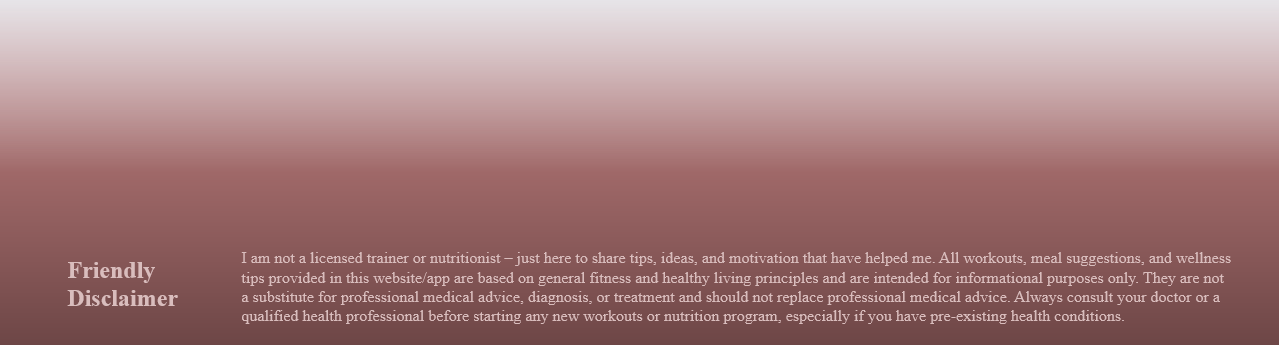 Friendly
Disclaimer
I am not a licensed trainer or nutritionist – just here to share tips, ideas, and motivation that have helped me. All workouts, meal suggestions, and wellness
tips provided in this website/app are based on general fitness and healthy living principles and are intended for informational purposes only. They are not
a substitute for professional medical advice, diagnosis, or treatment and should not replace professional medical advice. Always consult your doctor or a
qualified health professional before starting any new workouts or nutrition program, especially if you have pre-existing health conditions.